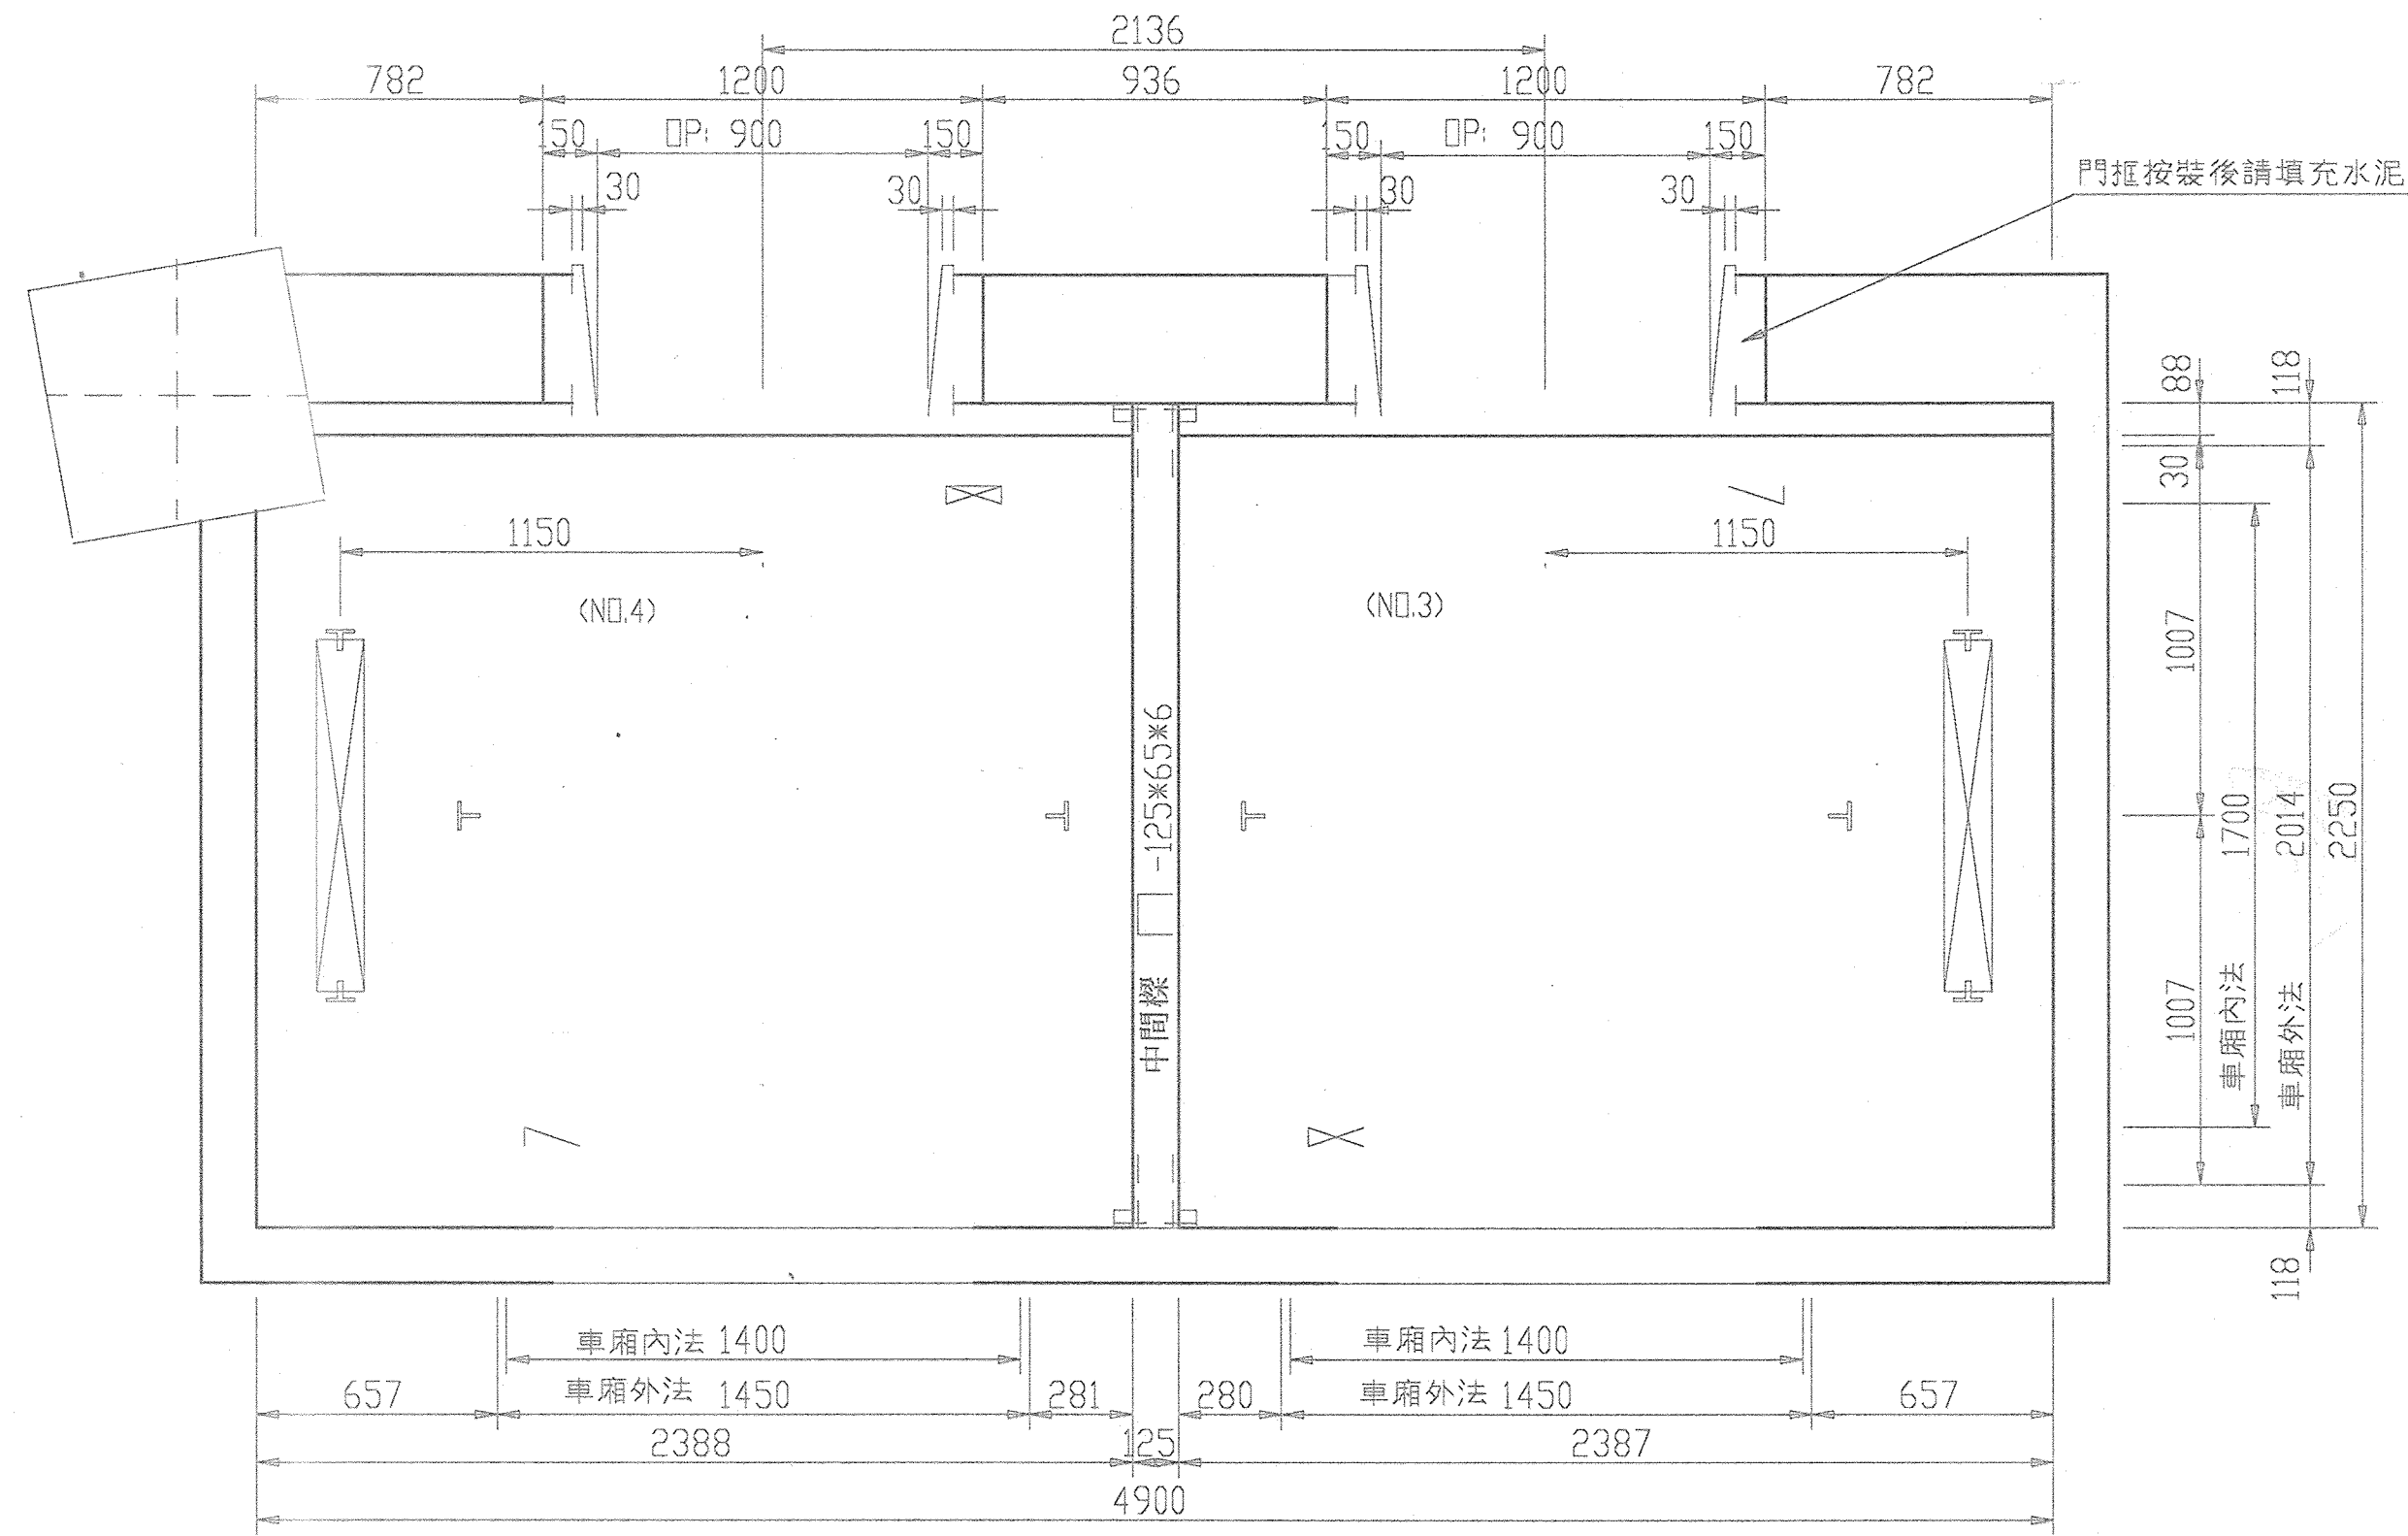 2136
782 1200 936 1200 782
150 OP: 900 150 150 OP: 900 150
30 30 30 30
門框按裝後請填充水泥
88 118
30
1150 1150
(NO.4) (NO.3)
1007
中間樑 -125*65*6
1700 2014 2250
1007 車廂內法 車廂外法
118
車廂內法 1400 車廂內法 1400
657 車廂外法 1450 281 280 車廂外法 1450 657
2388 125 2387
4900